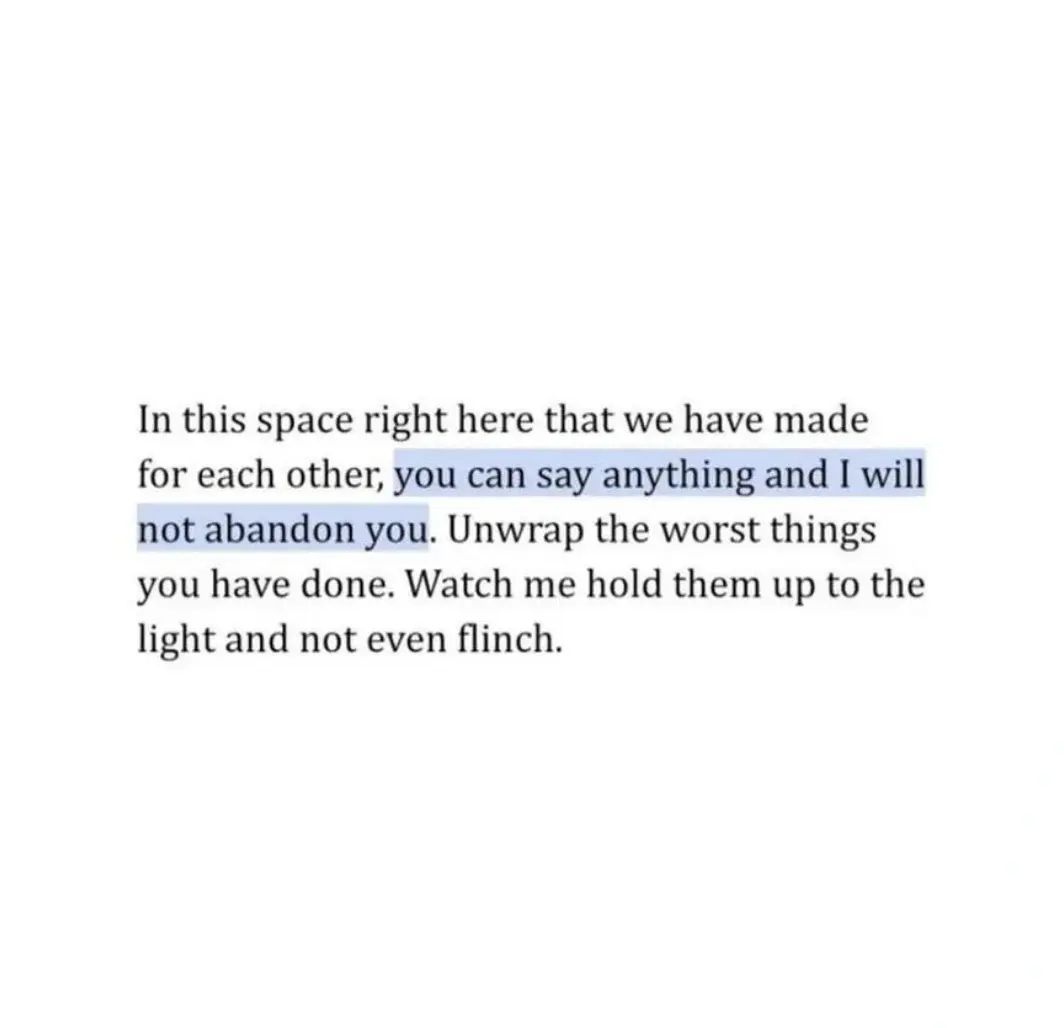 In this space right here that we have made
for each other, you can say anything and I will
not abandon you. Unwrap the worst things
you have done. Watch me hold them up to the
light and not even flinch.